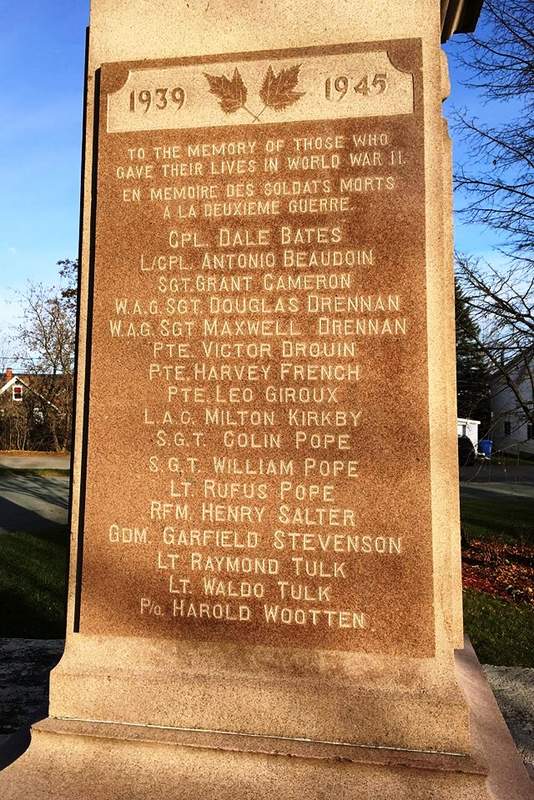 1939 1945
TO THE MEMORY OF THOSE WHO
GAVE THEIR LIVES IN WORLD WAR II.
EN MEMOIRE DES SOLDATS MORTS
A LA DEUXIEME GUERRE.
CPL. DALE BATES
L/CPL. ANTONIO BEAUDOIN
SGT. GRANT CAMERON
W.A.G. SGT. DOUGLAS DRENNAN
W.A.G. SGT MAXWELL DRENNAN
PTE. VICTOR DROUIN
PTE. HARVEY FRENCH
PTE. LEO GIROUX
L.A.C. MILTON KIRKBY
S.G.T. COLIN POPE
S.G.T. WILLIAM POPE
LT. RUFUS POPE
RFM. HENRY SALTER
GDM. GARFIELD STEVENSON
LT RAYMOND TULK
LT. WALDO TULK
P/O. HAROLD WOOTTEN